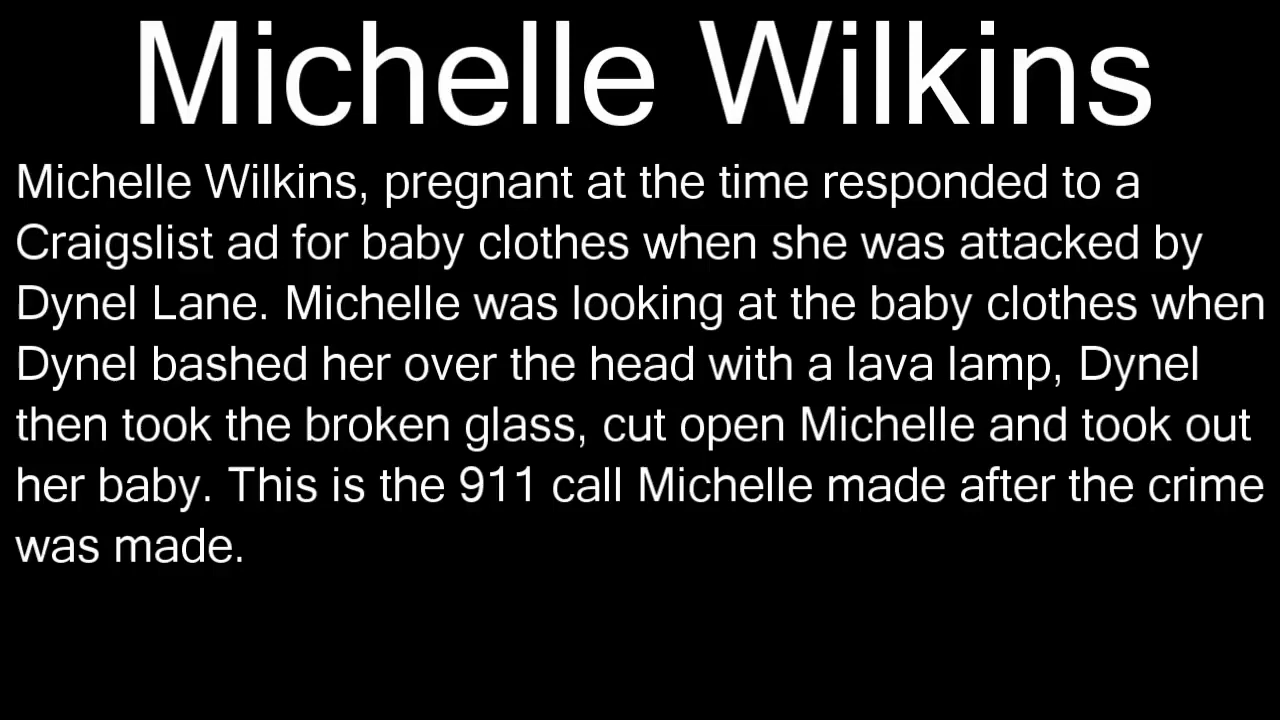 Michelle Wilkins
Michelle Wilkins, pregnant at the time responded to a
Craigslist ad for baby clothes when she was attacked by
Dynel Lane. Michelle was looking at the baby clothes when
Dynel bashed her over the head with a lava lamp, Dynel
then took the broken glass, cut open Michelle and took out
her baby. This is the 911 call Michelle made after the crime
was made.